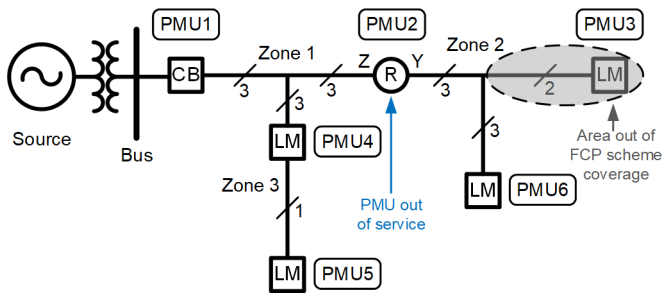 PMU1
PMU2
PMU3
Zone 1
Z
Y
Zone 2
CB
R
LM
3
3
3
2
3
3
Source
Bus
LM
PMU4
Area out of
FCP scheme
coverage
Zone 3
LM
PMU6
PMU out
of service
1
LM
PMU5